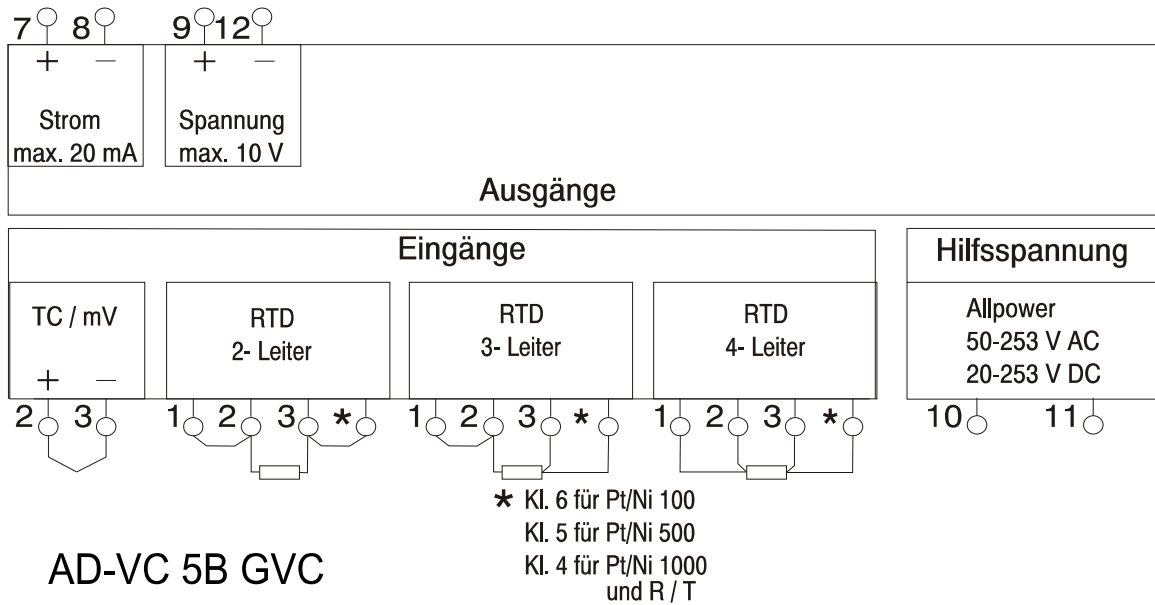 7 8 9 12
+ – + –
Strom
max. 20 mA
Spannung
max. 10 V
Ausgänge
Eingänge
TC / mV
+ –
RTD
2- Leiter
RTD
3- Leiter
RTD
4- Leiter
2 3 1 2 3 * 1 2 3 * 1 2 3 *
Hilfsspannung
Allpower
50-253 V AC
20-253 V DC
10 11
* Kl. 6 für Pt/Ni 100
Kl. 5 für Pt/Ni 500
Kl. 4 für Pt/Ni 1000
und R / T
AD-VC 5B GVC